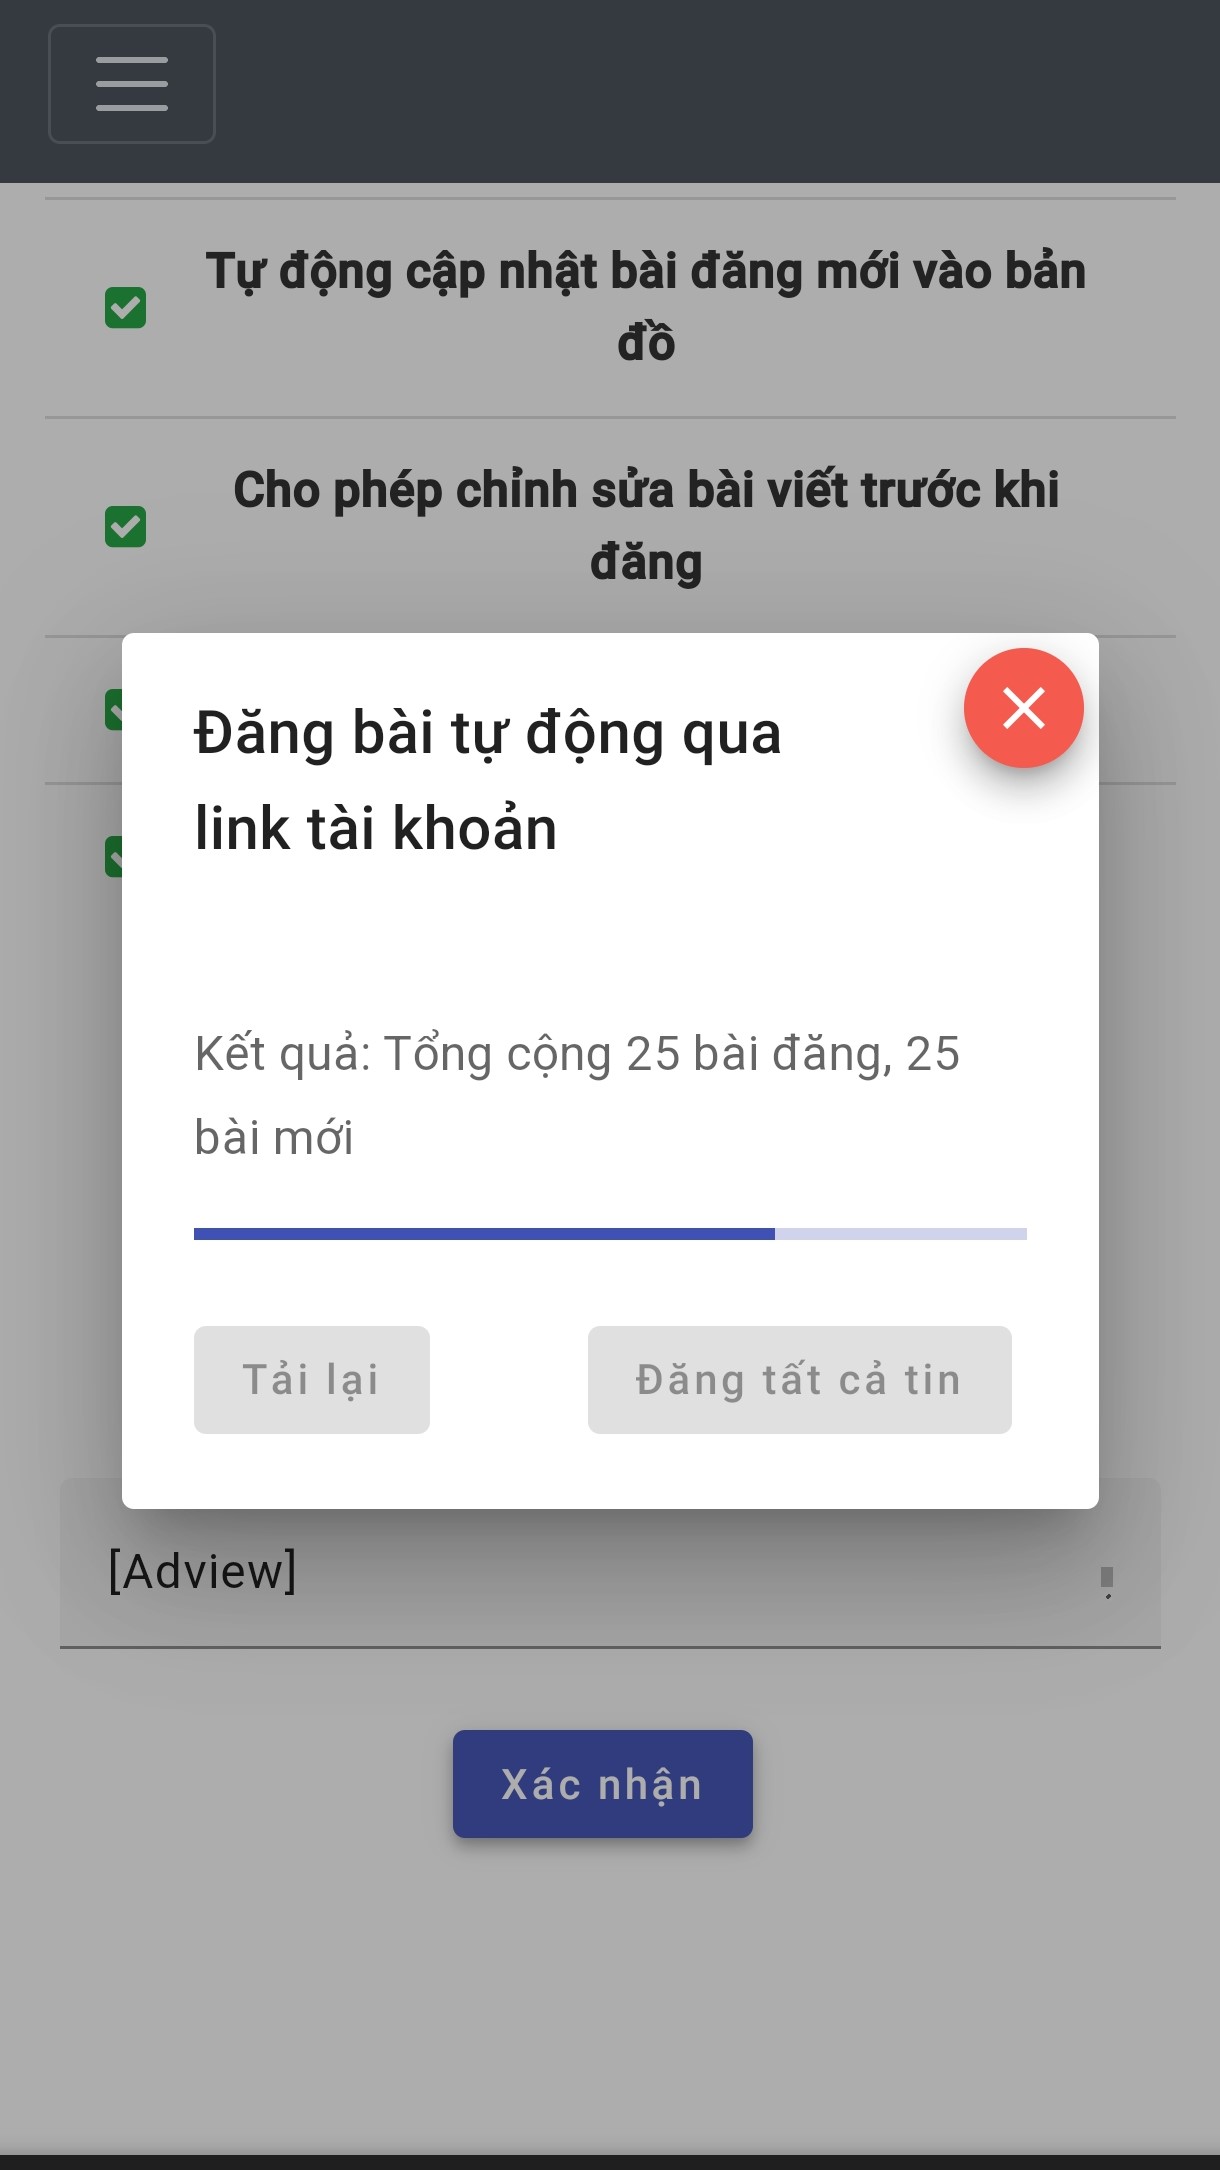 Tự động cập nhật bài đăng mới vào bản
đồ
Cho phép chỉnh sửa bài viết trước khi
đăng
Đăng bài tự động qua
link tài khoản
Kết quả: Tổng cộng 25 bài đăng, 25
bài mới
Tải lại
Đăng tất cả tin
[Adview]
Xác nhận